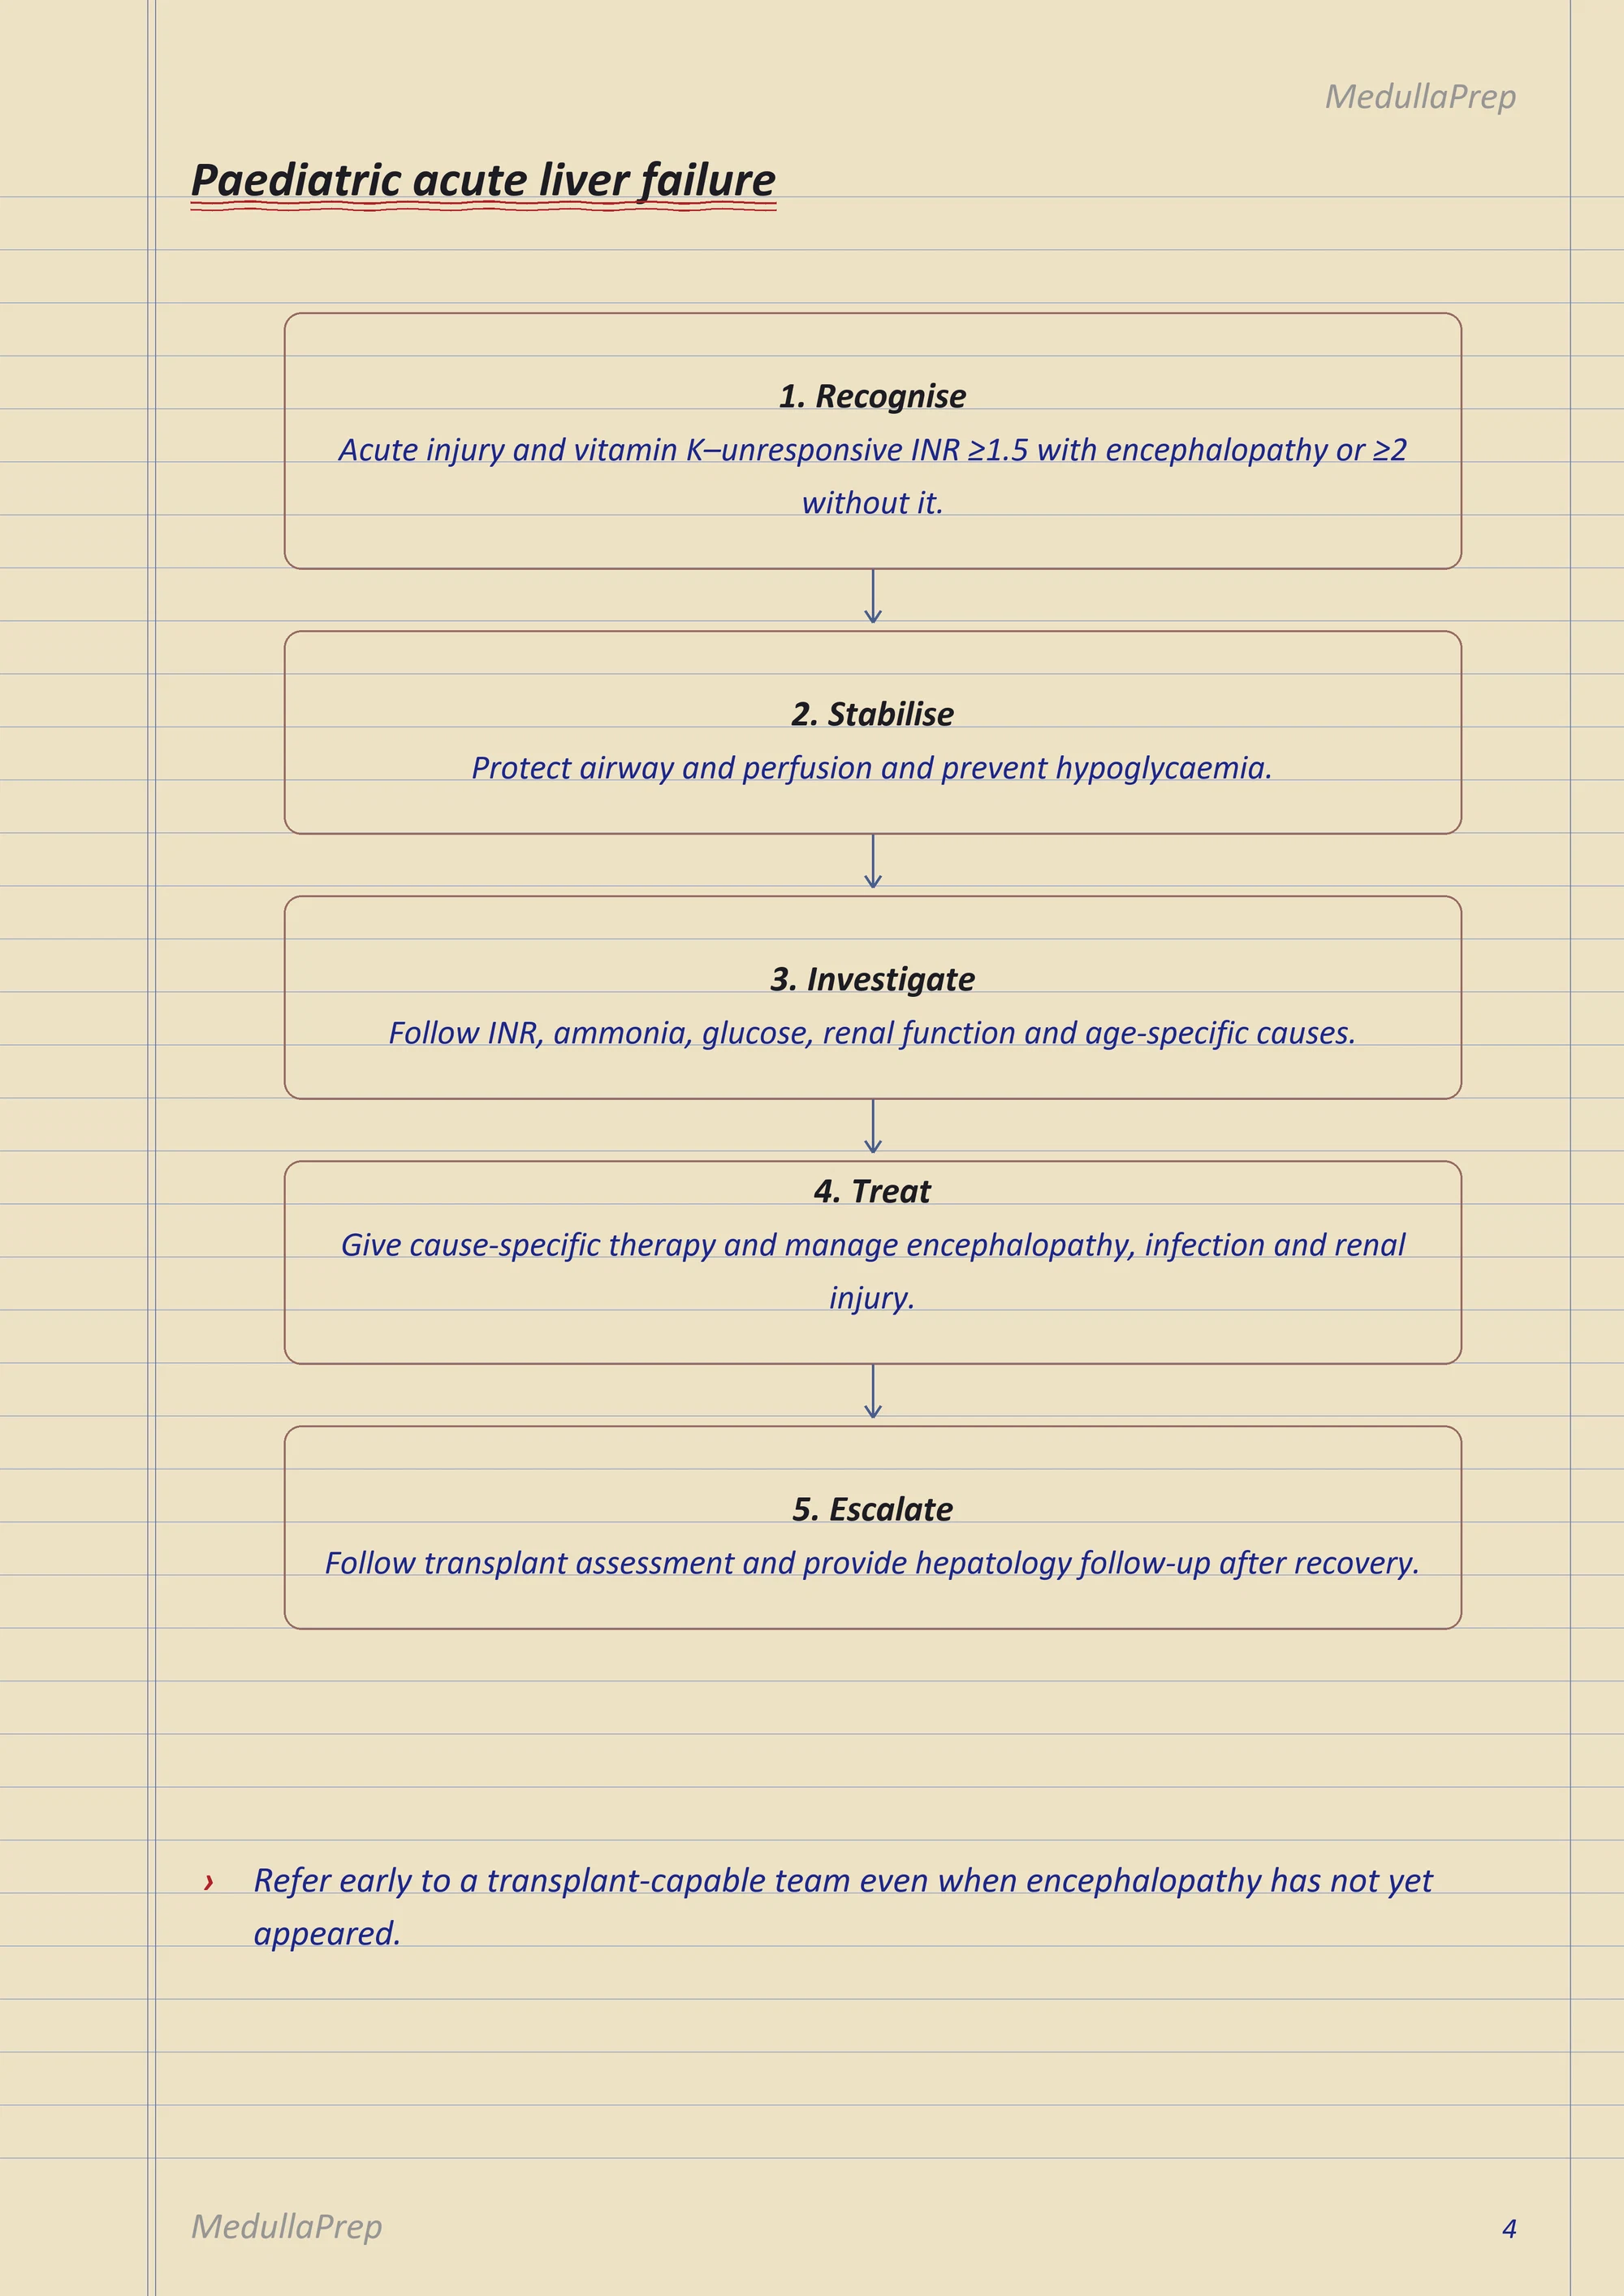 MedullaPrep
Paediatric acute liver failure
1. Recognise
Acute injury and vitamin K–unresponsive INR ≥1.5 with encephalopathy or ≥2
without it.
2. Stabilise
Protect airway and perfusion and prevent hypoglycaemia.
3. Investigate
Follow INR, ammonia, glucose, renal function and age-specific causes.
4. Treat
Give cause-specific therapy and manage encephalopathy, infection and renal
injury.
5. Escalate
Follow transplant assessment and provide hepatology follow-up after recovery.
› Refer early to a transplant-capable team even when encephalopathy has not yet
appeared.
MedullaPrep
4